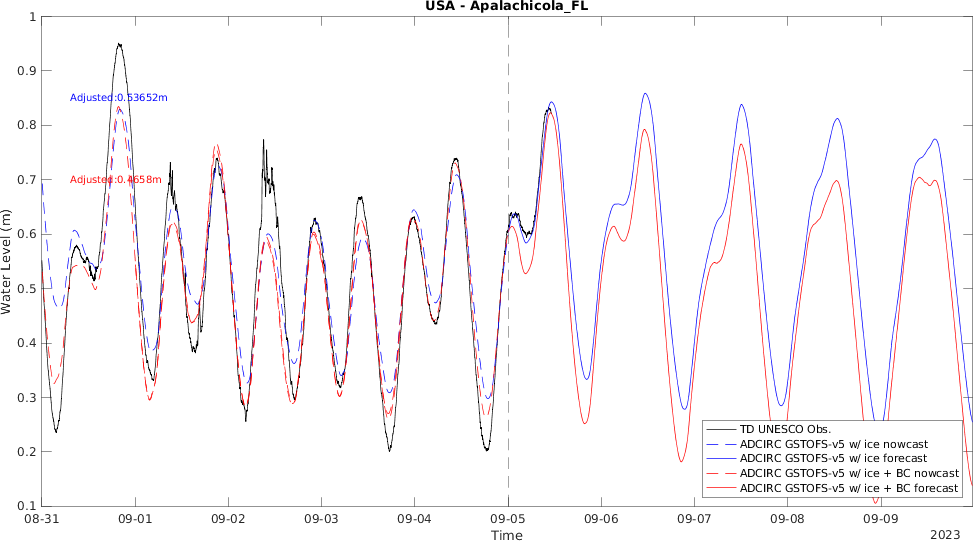 USA - Apalachicola_FL
1
0.9
0.8
0.7
0.6
0.5
0.4
0.3
0.2
0.1
Water Level (m)
Adjusted:0.53652m
Adjusted:0.4658m
TD UNESCO Obs.
ADCIRC GSTOFS-v5 w/ ice nowcast
ADCIRC GSTOFS-v5 w/ ice forecast
ADCIRC GSTOFS-v5 w/ ice + BC nowcast
ADCIRC GSTOFS-v5 w/ ice + BC forecast
08-31 09-01 09-02 09-03 09-04 09-05 09-06 09-07 09-08 09-09
Time
2023